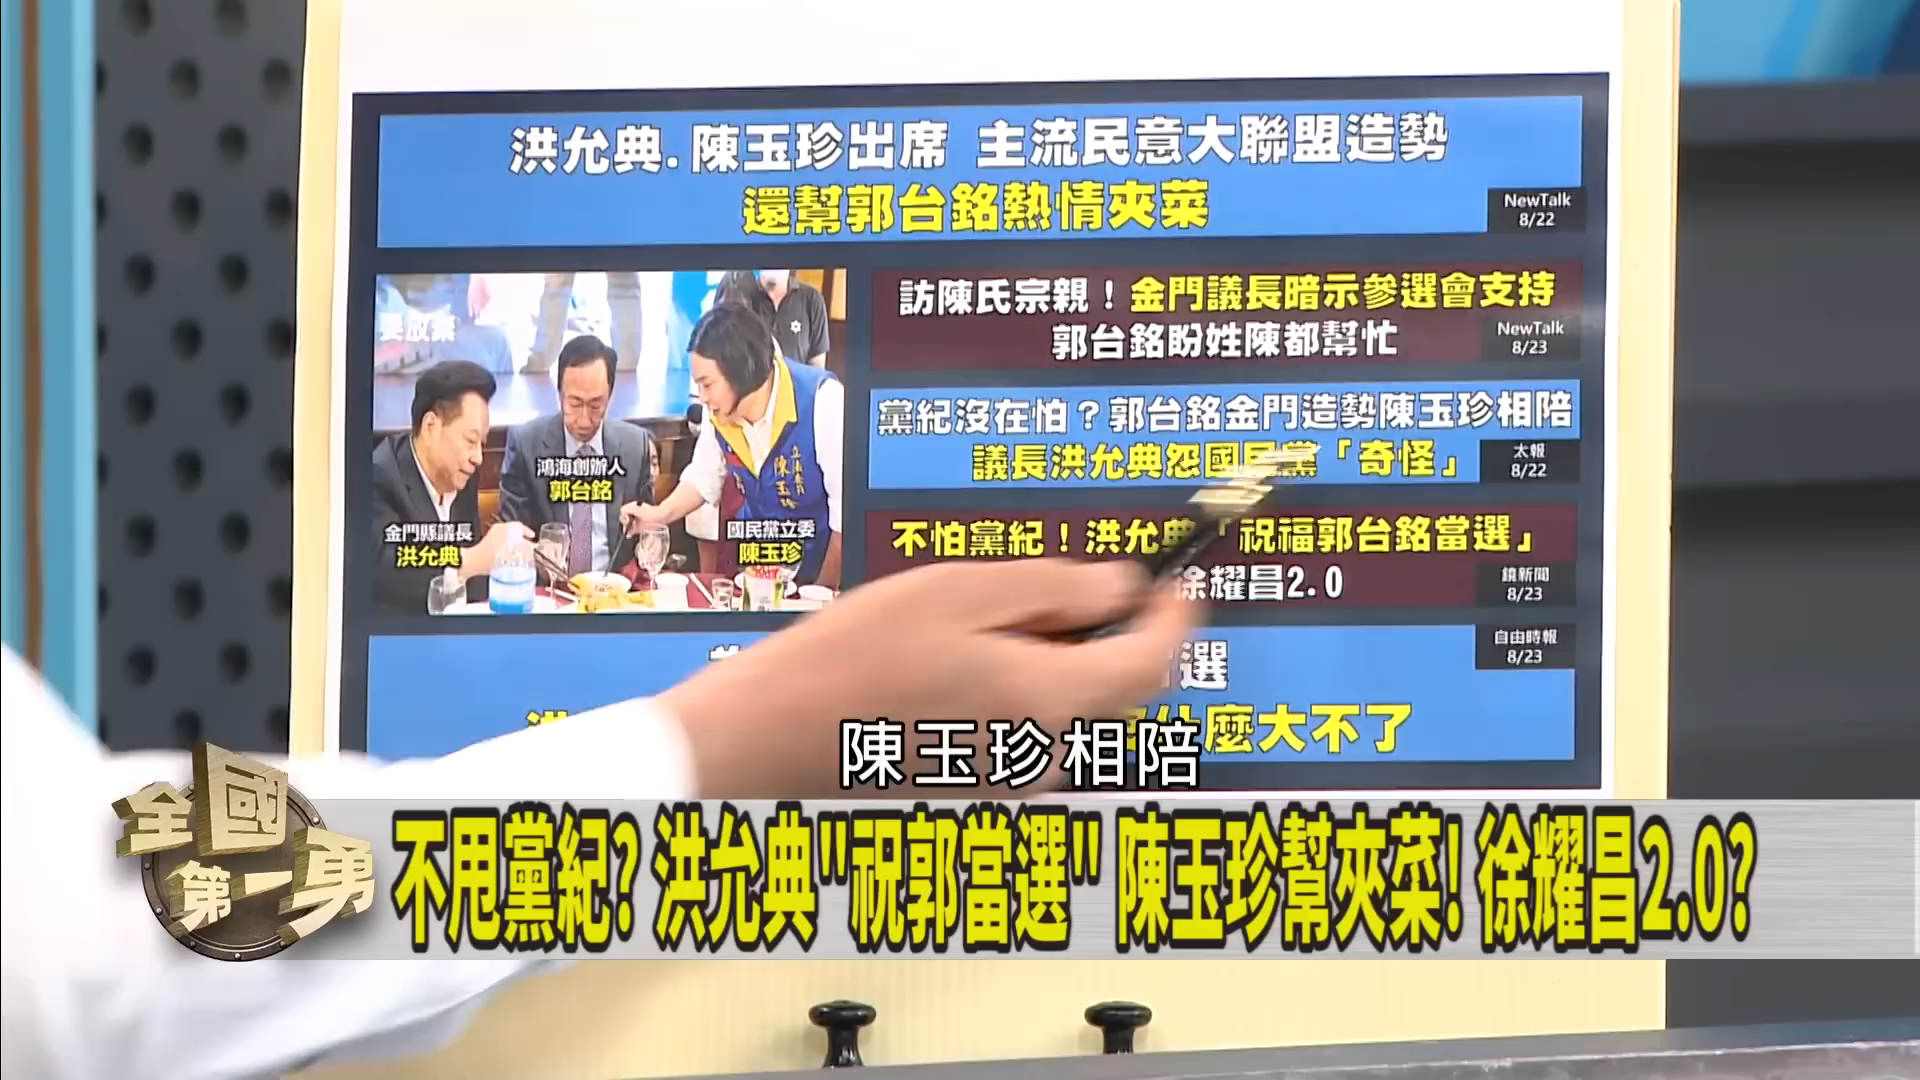 洪允典.陳玉珍出席 主流民意大聯盟造勢
還幫郭台銘熱情夾菜
NewTalk
8/22
訪陳氏宗親！金門議長暗示參選會支持
郭台銘盼姓陳都幫忙
NewTalk
8/23
黨紀沒在怕？郭台銘金門造勢陳玉珍相陪
議長洪允典怨國民黨「奇怪」
太報
8/22
不怕黨紀！洪允典「祝福郭台銘當選」
徐耀昌2.0
鏡新聞
8/23
鴻海創辦人
郭台銘
金門縣議長
洪允典
國民黨立委
陳玉珍
立法委員
陳玉珍
自由時報
8/23
選
什麼大不了
陳玉珍相陪
全國第一勇
不甩黨紀? 洪允典"祝郭當選" 陳玉珍幫夾菜! 徐耀昌2.0?